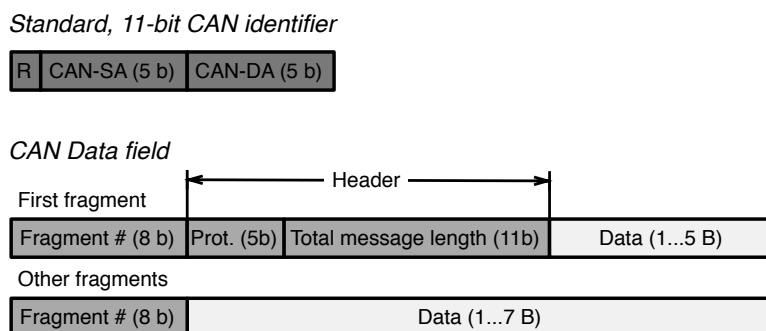 Standard, 11-bit CAN identifier
R CAN-SA (5 b) CAN-DA (5 b)
CAN Data field
Header
First fragment
Fragment # (8 b) Prot. (5b) Total message length (11b) Data (1...5 B)
Other fragments
Fragment # (8 b) Data (1...7 B)